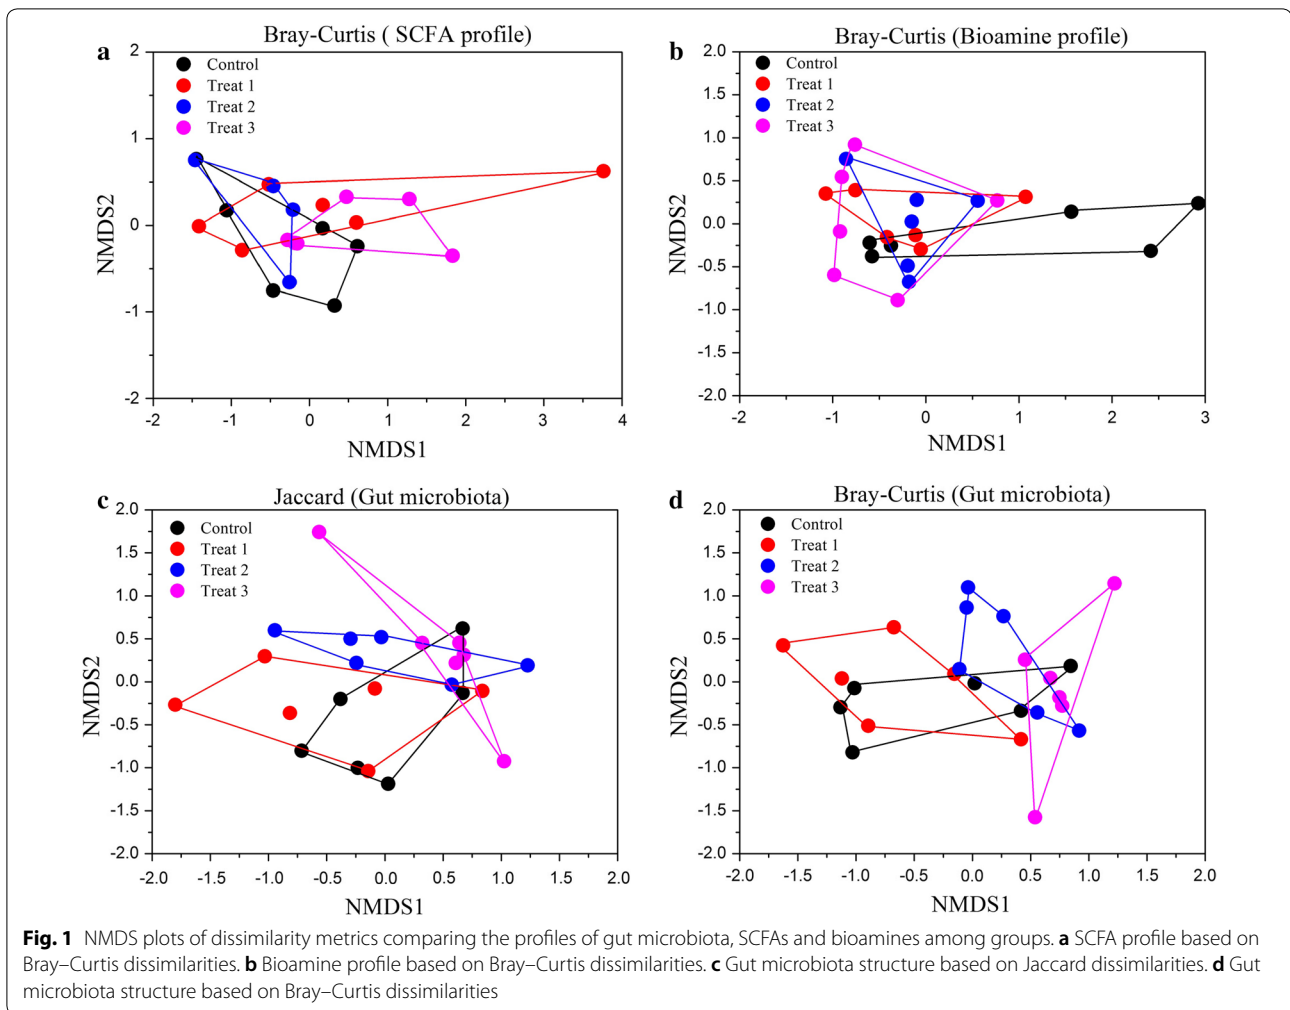 a
Bray-Curtis ( SCFA profile)
Control
Treat 1
Treat 2
Treat 3
2
1
0
-1
-2
NMDS2
-2 -1 0 1 2 3 4
NMDS1
b
Bray-Curtis (Bioamine profile)
Control
Treat 1
Treat 2
Treat 3
2.0
1.5
1.0
0.5
0.0
-0.5
-1.0
-1.5
-2.0
NMDS2
-2 -1 0 1 2 3
NMDS1
c
Jaccard (Gut microbiota)
Control
Treat 1
Treat 2
Treat 3
2.0
1.5
1.0
0.5
0.0
-0.5
-1.0
-1.5
-2.0
NMDS2
-2.0 -1.5 -1.0 -0.5 0.0 0.5 1.0 1.5 2.0
NMDS1
d
Bray-Curtis (Gut microbiota)
Control
Treat 1
Treat 2
Treat 3
2.0
1.5
1.0
0.5
0.0
-0.5
-1.0
-1.5
-2.0
NMDS2
-2.0 -1.5 -1.0 -0.5 0.0 0.5 1.0 1.5 2.0
NMDS1
Fig. 1 NMDS plots of dissimilarity metrics comparing the profiles of gut microbiota, SCFAs and bioamines among groups. a SCFA profile based on
Bray–Curtis dissimilarities. b Bioamine profile based on Bray–Curtis dissimilarities. c Gut microbiota structure based on Jaccard dissimilarities. d Gut
microbiota structure based on Bray–Curtis dissimilarities